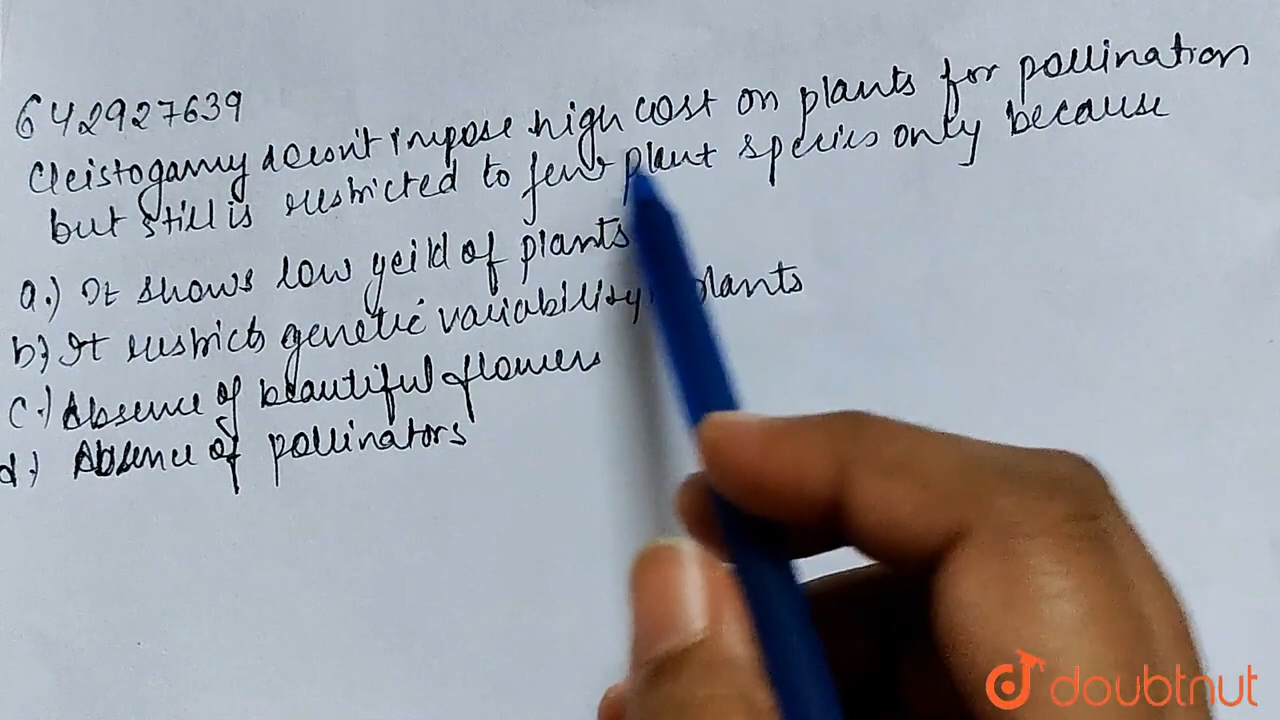 642927639
Cleistogamy doesn't impose high cost on plants for pollination
but still is restricted to few plant species only because
a.) It shows low yeild of plants
b.) It restricts genetic variability plants
c.) Absence of beautiful flowers
d.) Absence of pollinators
doubtnut